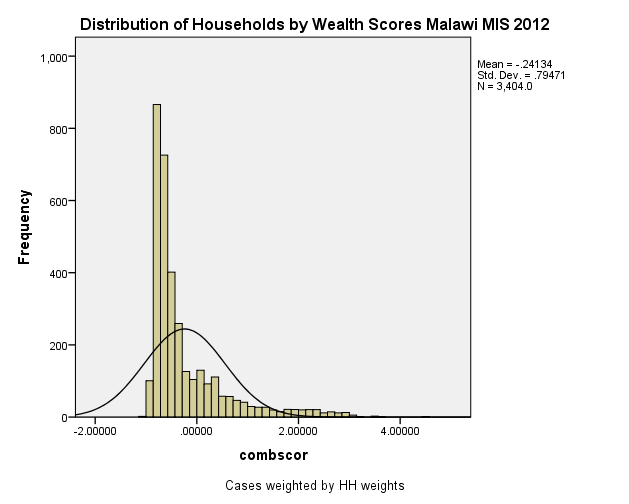 Distribution of Households by Wealth Scores Malawi MIS 2012
Mean = -.24134
Std. Dev. = .79471
N = 3,404.0
1,000
800
600
400
200
0
Frequency
-2.00000 .00000 2.00000 4.00000
combscor
Cases weighted by HH weights